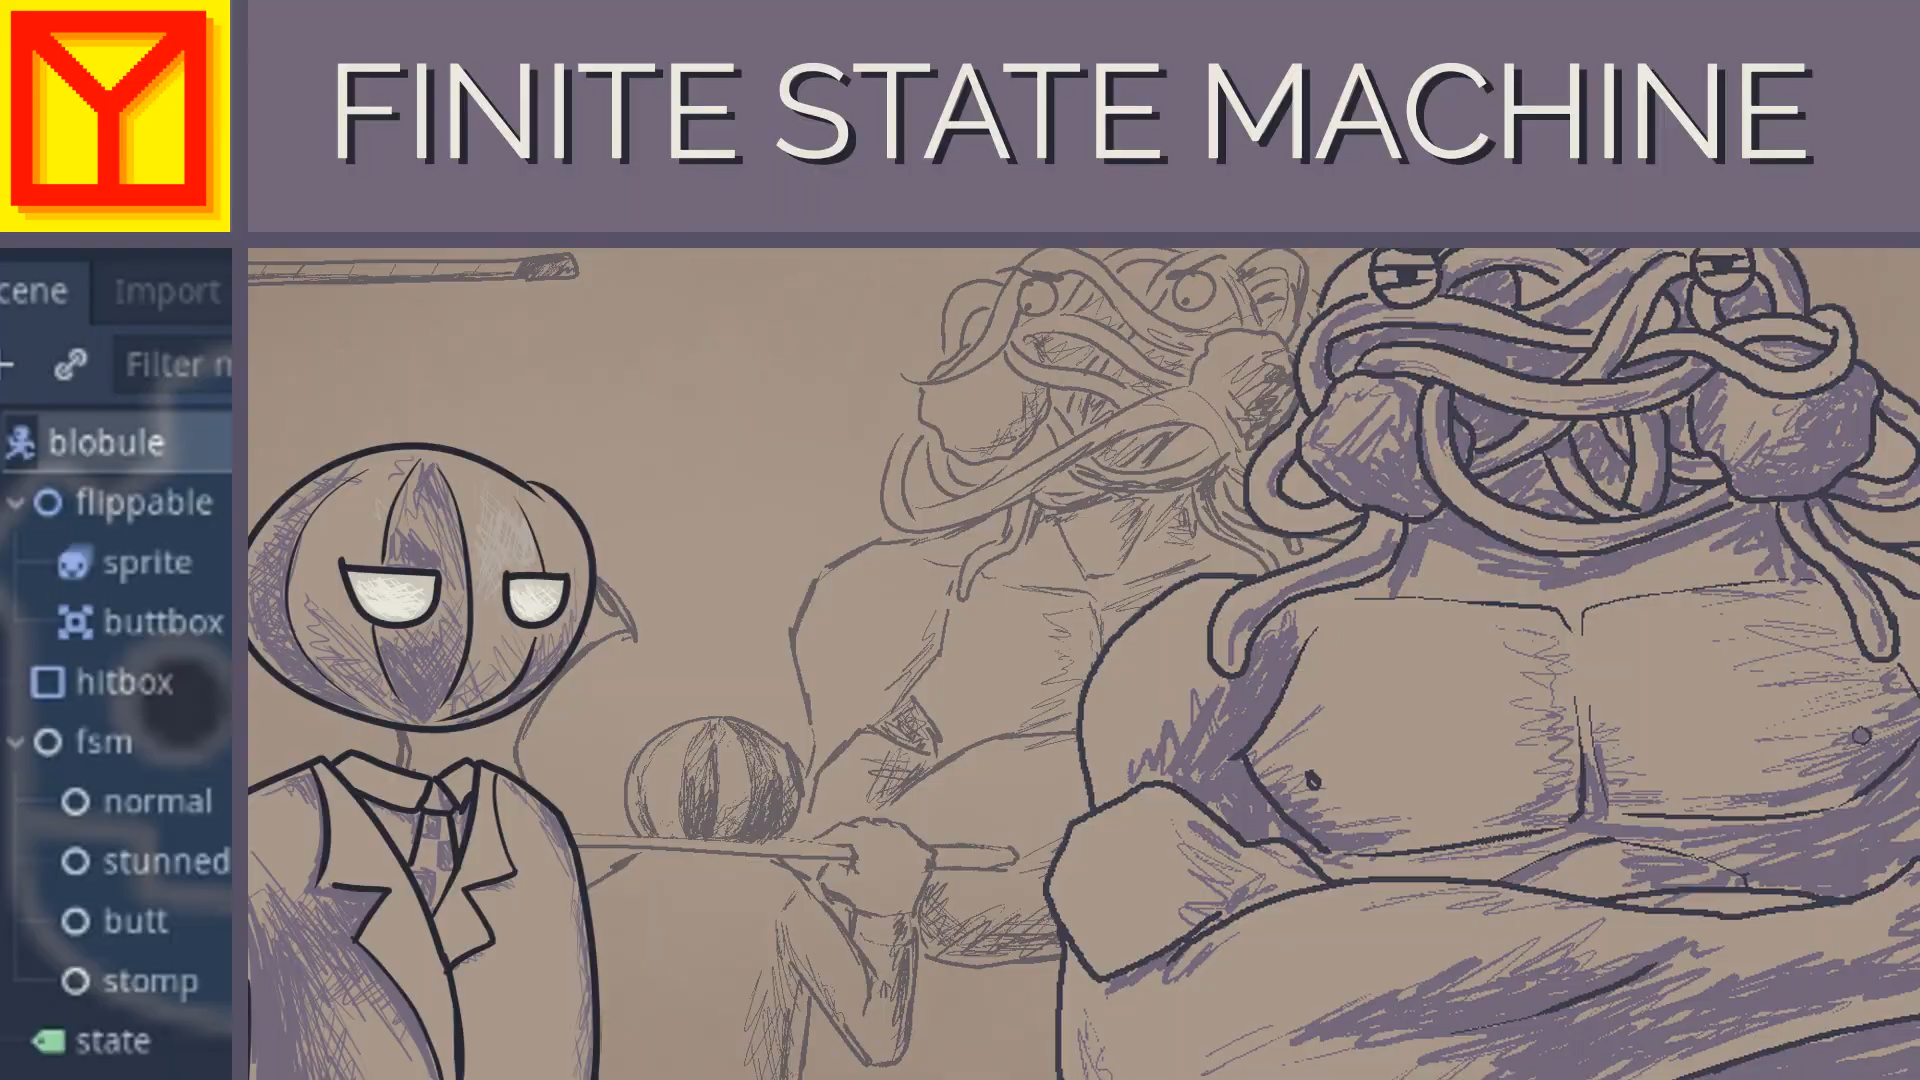 FINITE STATE MACHINE
cene Import
Filter n
blobule
flippable
sprite
buttbox
hitbox
fsm
normal
stunned
butt
stomp
state